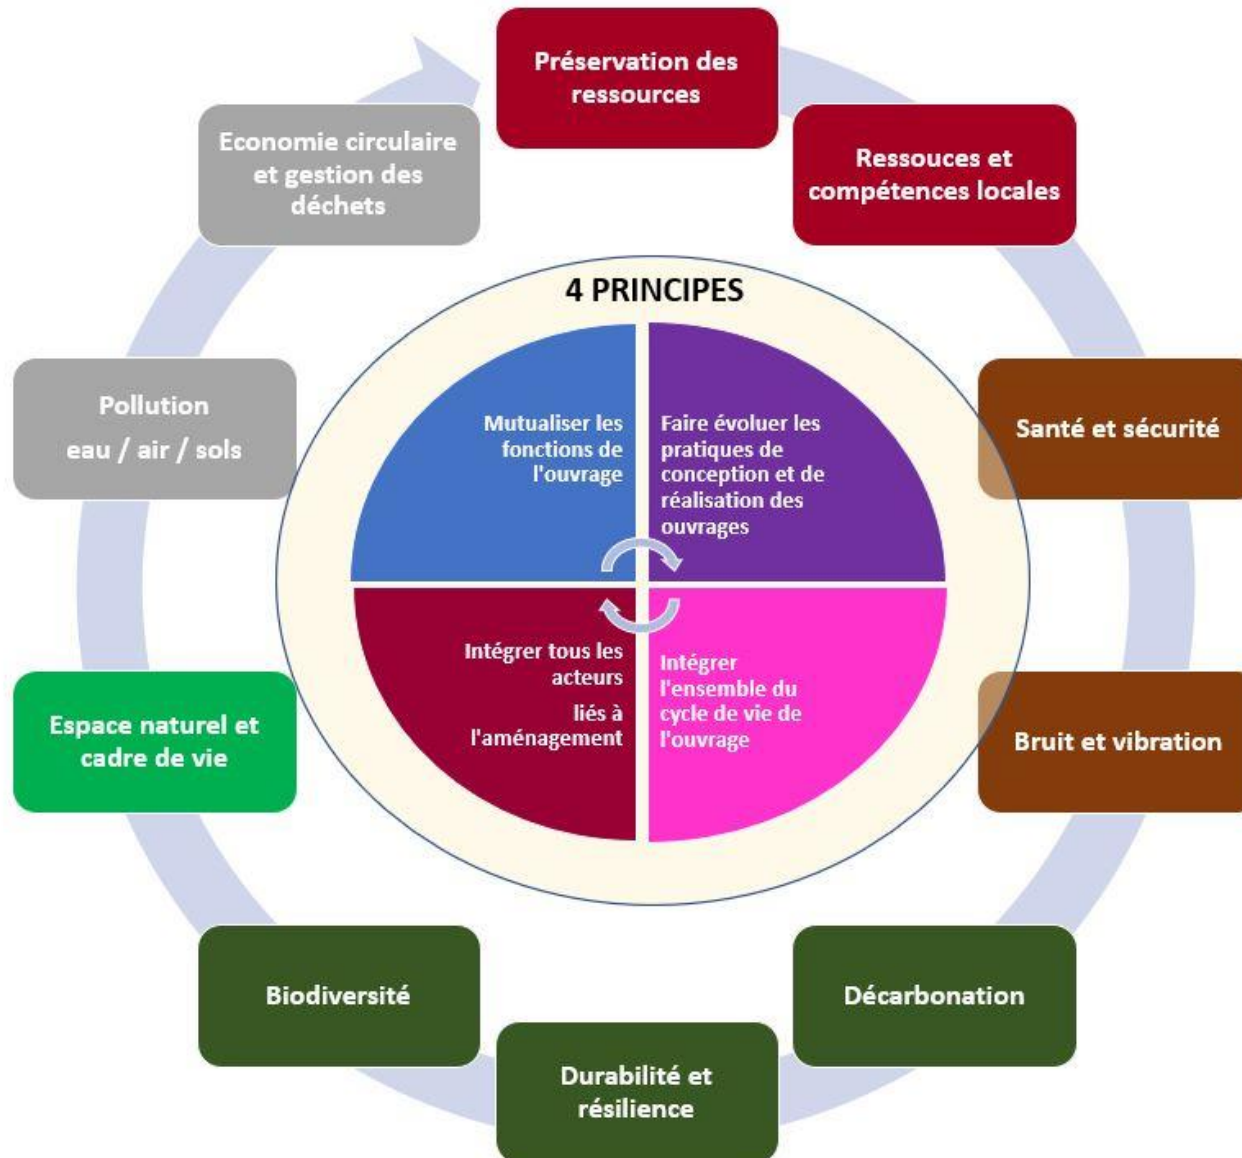 Préservation des
ressources
Ressouces et
compétences locales
Santé et sécurité
Bruit et vibration
Décarbonation
Durabilité et
résilience
Biodiversité
Espace naturel et
cadre de vie
Pollution
eau / air / sols
Economie circulaire
et gestion des
déchets
4 PRINCIPES
Mutualiser les
fonctions de
l'ouvrage
Faire évoluer les
pratiques de
conception et de
réalisation des
ouvrages
Intégrer tous les
acteurs
liés à
l'aménagement
Intégrer
l'ensemble du
cycle de vie de
l'ouvrage